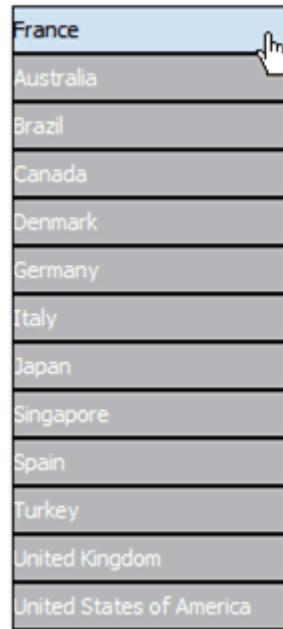 France
Australia
Brazil
Canada
Denmark
Germany
Italy
Japan
Singapore
Spain
Turkey
United Kingdom
United States of America